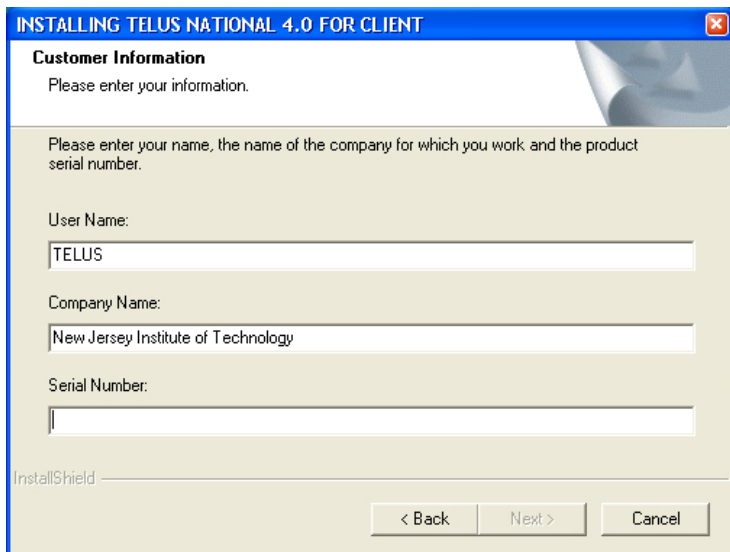 INSTALLING TELUS NATIONAL 4.0 FOR CLIENT
Customer Information
Please enter your information.
Please enter your name, the name of the company for which you work and the product
serial number.
User Name:
TELUS
Company Name:
New Jersey Institute of Technology
Serial Number:
InstallShield
< Back Next > Cancel